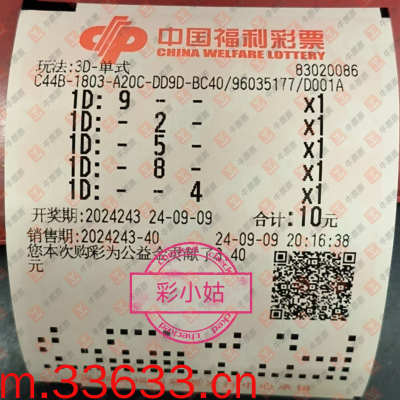 中国福利彩票
CHINA WELFARE LOTTERY
玩法:3D-单式 83020086
C44B-1803-A20C-DD9D-BC40/96035177/D001A
1D: 9 - - x1
1D: - 2 - x1
1D: - 5 - x1
1D: - 8 - x1
1D: - - 4 x1
开奖期:2024243 24-09-09 合计:10元
销售期:2024243-40 24-09-09 20:16:38
您本次购彩为公益金贡献了 .40
元
彩小姑
checked
m.33633.cn